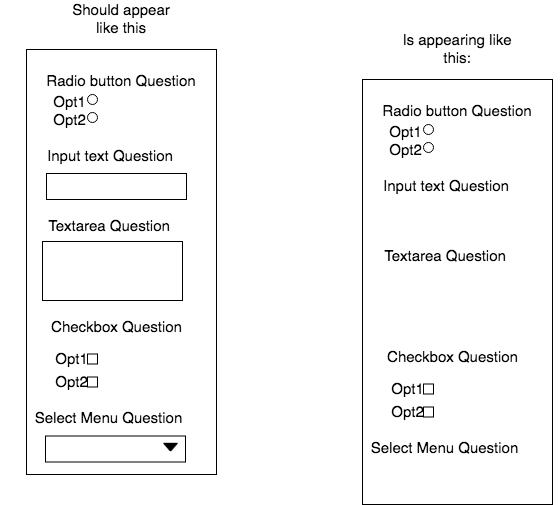 Should appear
like this
Radio button Question
Opt1
Opt2
Input text Question
Textarea Question
Checkbox Question
Opt1
Opt2
Select Menu Question
Is appearing like
this:
Radio button Question
Opt1
Opt2
Input text Question
Textarea Question
Checkbox Question
Opt1
Opt2
Select Menu Question